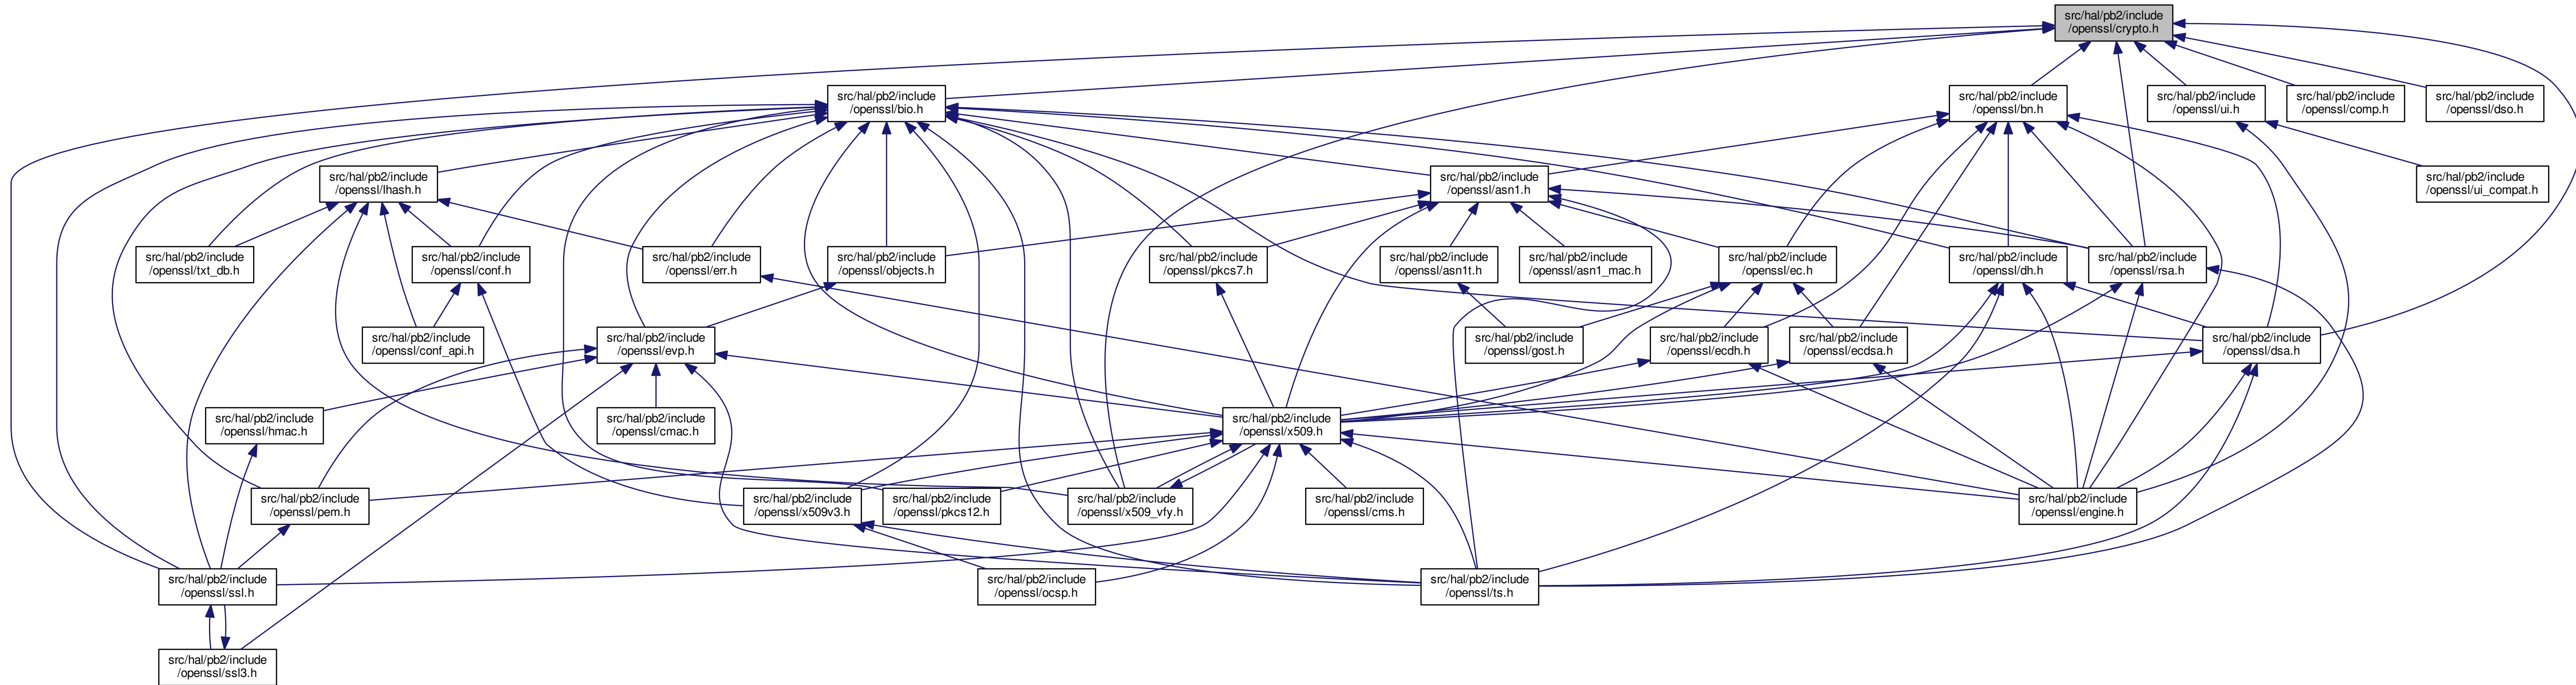 src/hal/pb2/include
/openssl/crypto.h
src/hal/pb2/include
/openssl/bio.h
src/hal/pb2/include
/openssl/bn.h
src/hal/pb2/include
/openssl/ui.h
src/hal/pb2/include
/openssl/comp.h
src/hal/pb2/include
/openssl/dso.h
src/hal/pb2/include
/openssl/lhash.h
src/hal/pb2/include
/openssl/asn1.h
src/hal/pb2/include
/openssl/ui_compat.h
src/hal/pb2/include
/openssl/txt_db.h
src/hal/pb2/include
/openssl/conf.h
src/hal/pb2/include
/openssl/err.h
src/hal/pb2/include
/openssl/objects.h
src/hal/pb2/include
/openssl/pkcs7.h
src/hal/pb2/include
/openssl/asn1t.h
src/hal/pb2/include
/openssl/asn1_mac.h
src/hal/pb2/include
/openssl/ec.h
src/hal/pb2/include
/openssl/dh.h
src/hal/pb2/include
/openssl/rsa.h
src/hal/pb2/include
/openssl/conf_api.h
src/hal/pb2/include
/openssl/evp.h
src/hal/pb2/include
/openssl/gost.h
src/hal/pb2/include
/openssl/ecdh.h
src/hal/pb2/include
/openssl/ecdsa.h
src/hal/pb2/include
/openssl/dsa.h
src/hal/pb2/include
/openssl/hmac.h
src/hal/pb2/include
/openssl/cmac.h
src/hal/pb2/include
/openssl/x509.h
src/hal/pb2/include
/openssl/pem.h
src/hal/pb2/include
/openssl/x509v3.h
src/hal/pb2/include
/openssl/pkcs12.h
src/hal/pb2/include
/openssl/x509_vfy.h
src/hal/pb2/include
/openssl/cms.h
src/hal/pb2/include
/openssl/engine.h
src/hal/pb2/include
/openssl/ssl.h
src/hal/pb2/include
/openssl/ocsp.h
src/hal/pb2/include
/openssl/ts.h
src/hal/pb2/include
/openssl/ssl3.h